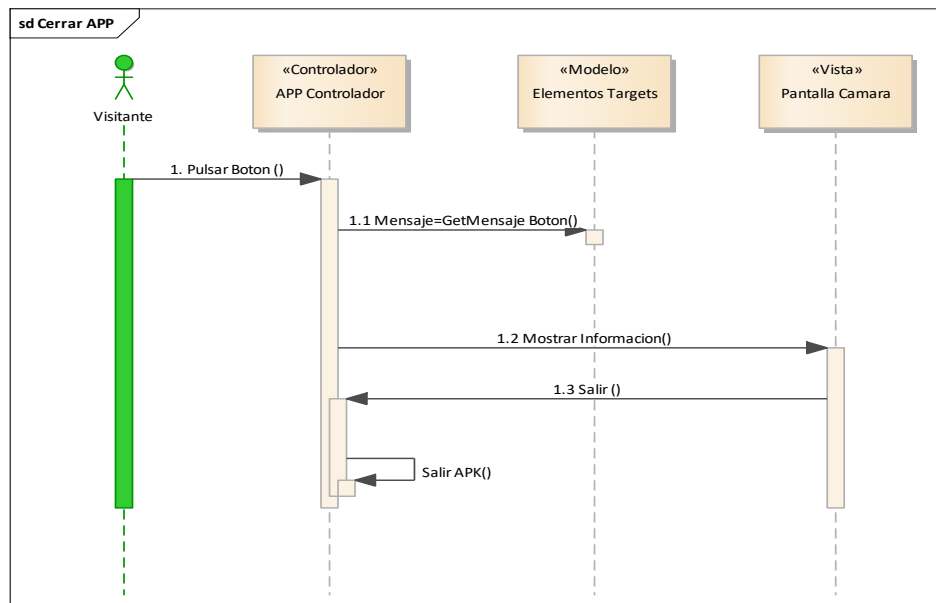 sd Cerrar APP
Visitante
«Controlador»
APP Controlador
«Modelo»
Elementos Targets
«Vista»
Pantalla Camara
1. Pulsar Boton ()
1.1 Mensaje=GetMensaje Boton()
1.2 Mostrar Informacion()
1.3 Salir ()
Salir APK()